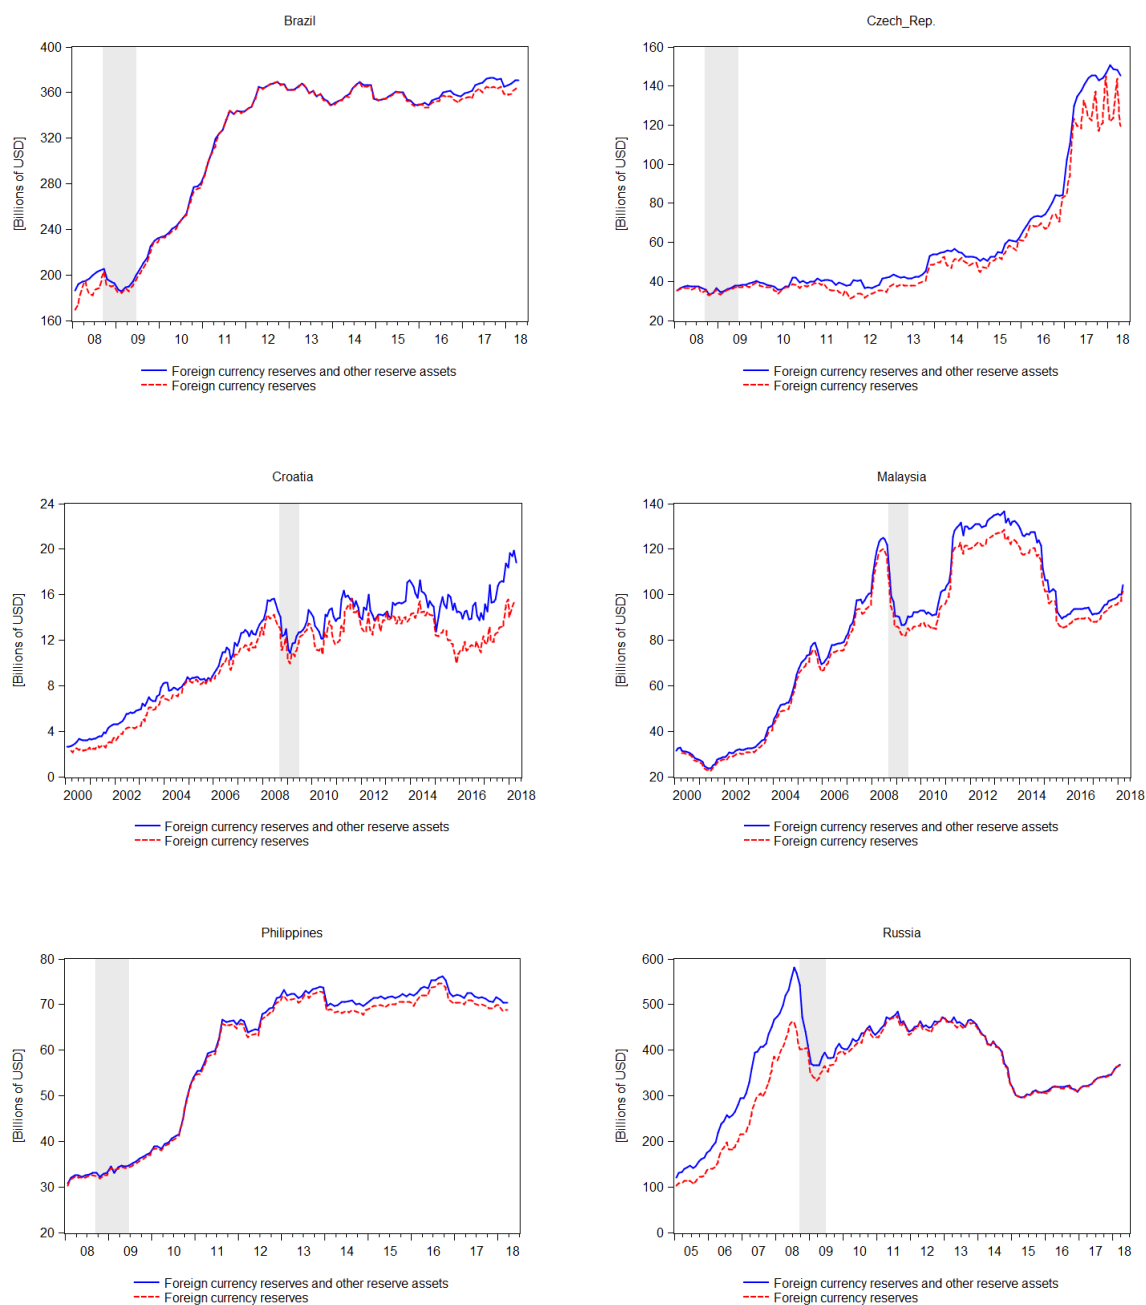 Brazil
[Billions of USD]
400
360
320
280
240
200
160
08 09 10 11 12 13 14 15 16 17 18
Foreign currency reserves and other reserve assets
Foreign currency reserves
Czech_Rep.
[Billions of USD]
160
140
120
100
80
60
40
20
08 09 10 11 12 13 14 15 16 17 18
Foreign currency reserves and other reserve assets
Foreign currency reserves
Croatia
[Billions of USD]
24
20
16
12
8
4
0
2000 2002 2004 2006 2008 2010 2012 2014 2016 2018
Foreign currency reserves and other reserve assets
Foreign currency reserves
Malaysia
[Billions of USD]
140
120
100
80
60
40
20
2000 2002 2004 2006 2008 2010 2012 2014 2016 2018
Foreign currency reserves and other reserve assets
Foreign currency reserves
Philippines
[Billions of USD]
80
70
60
50
40
30
20
08 09 10 11 12 13 14 15 16 17 18
Foreign currency reserves and other reserve assets
Foreign currency reserves
Russia
[Billions of USD]
600
500
400
300
200
100
0
05 06 07 08 09 10 11 12 13 14 15 16 17 18
Foreign currency reserves and other reserve assets
Foreign currency reserves